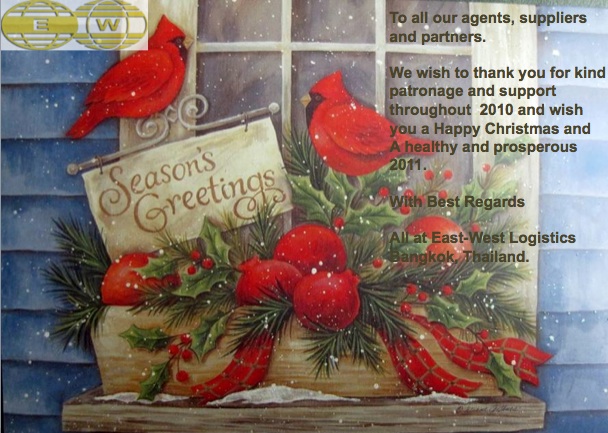 E W
To all our agents, suppliers
and partners.
We wish to thank you for kind
patronage and support
throughout 2010 and wish
you a Happy Christmas and
A healthy and prosperous
2011.
With Best Regards
All at East-West Logistics
Bangkok, Thailand.
Season's
Greetings